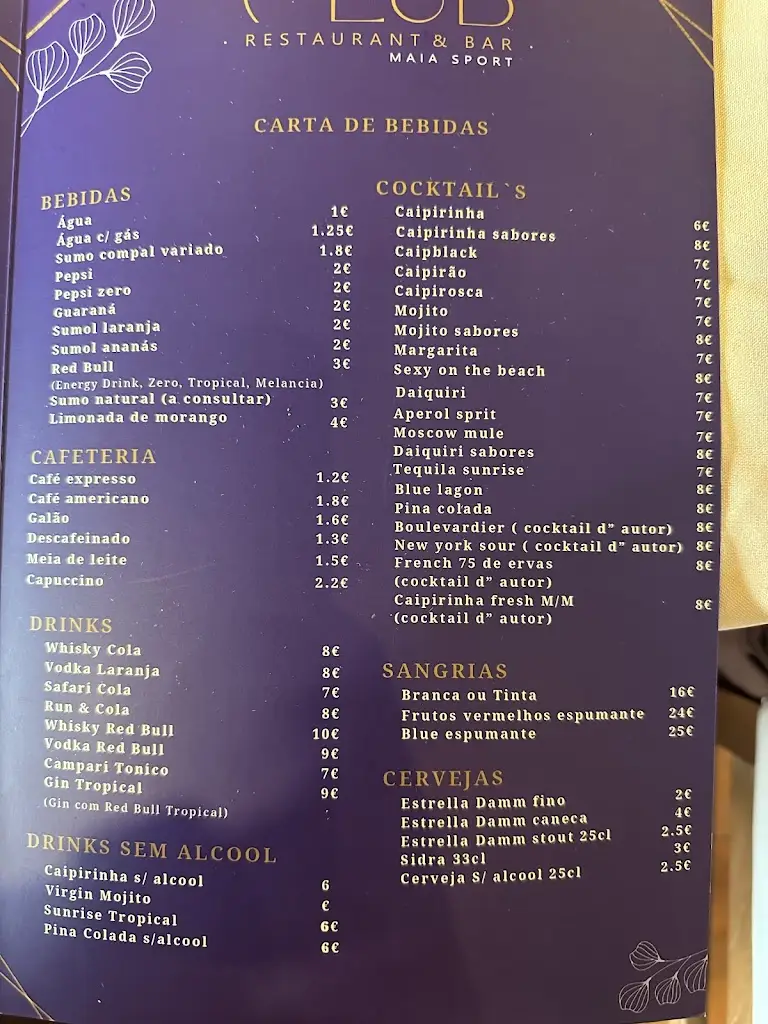 CLUB
· RESTAURANT & BAR ·
MAIA SPORT
CARTA DE BEBIDAS
BEBIDAS
Água 1€
Água c/ gás 1.25€
Sumo compal variado 1.8€
Pepsi 2€
Pepsi zero 2€
Guaraná 2€
Sumol laranja 2€
Sumol ananás 2€
Red Bull 3€
(Energy Drink, Zero, Tropical, Melancia)
Sumo natural (a consultar) 3€
Limonada de morango 4€
CAFETERIA
Café expresso 1.2€
Café americano 1.8€
Galão 1.6€
Descafeinado 1.3€
Meia de leite 1.5€
Capuccino 2.2€
DRINKS
Whisky Cola 8€
Vodka Laranja 8€
Safari Cola 7€
Run & Cola 8€
Whisky Red Bull 10€
Vodka Red Bull 9€
Campari Tonico 7€
Gin Tropical 9€
(Gin com Red Bull Tropical)
DRINKS SEM ALCOOL
Caipirinha s/ alcool 6
Virgin Mojito €
Sunrise Tropical 6€
Pina Colada s/alcool 6€
COCKTAIL`S
Caipirinha 6€
Caipirinha sabores 8€
Caipblack 7€
Caipirão 7€
Caipirosca 7€
Mojito 7€
Mojito sabores 8€
Margarita 7€
Sexy on the beach 8€
Daiquiri 7€
Aperol sprit 7€
Moscow mule 7€
Daiquiri sabores 8€
Tequila sunrise 7€
Blue lagon 8€
Pina colada 8€
Boulevardier ( cocktail d" autor) 8€
New york sour ( cocktail d" autor) 8€
French 75 de ervas 8€
(cocktail d" autor)
Caipirinha fresh M/M 8€
(cocktail d" autor)
SANGRIAS
Branca ou Tinta 16€
Frutos vermelhos espumante 24€
Blue espumante 25€
CERVEJAS
Estrella Damm fino 2€
Estrella Damm caneca 4€
Estrella Damm stout 25cl 2.5€
Sidra 33cl 3€
Cerveja S/ alcool 25cl 2.5€